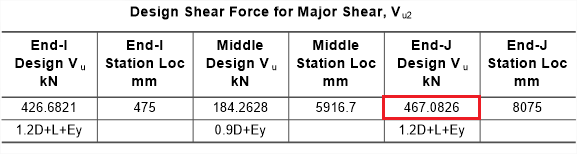 Design Shear Force for Major Shear, Vu2
End-I Design Vu kN | End-I Station Loc mm | Middle Design Vu kN | Middle Station Loc mm | End-J Design Vu kN | End-J Station Loc mm
426.6821 | 475 | 184.2628 | 5916.7 | 467.0826 | 8075
1.2D+L+Ey | | 0.9D+Ey | | 1.2D+L+Ey |